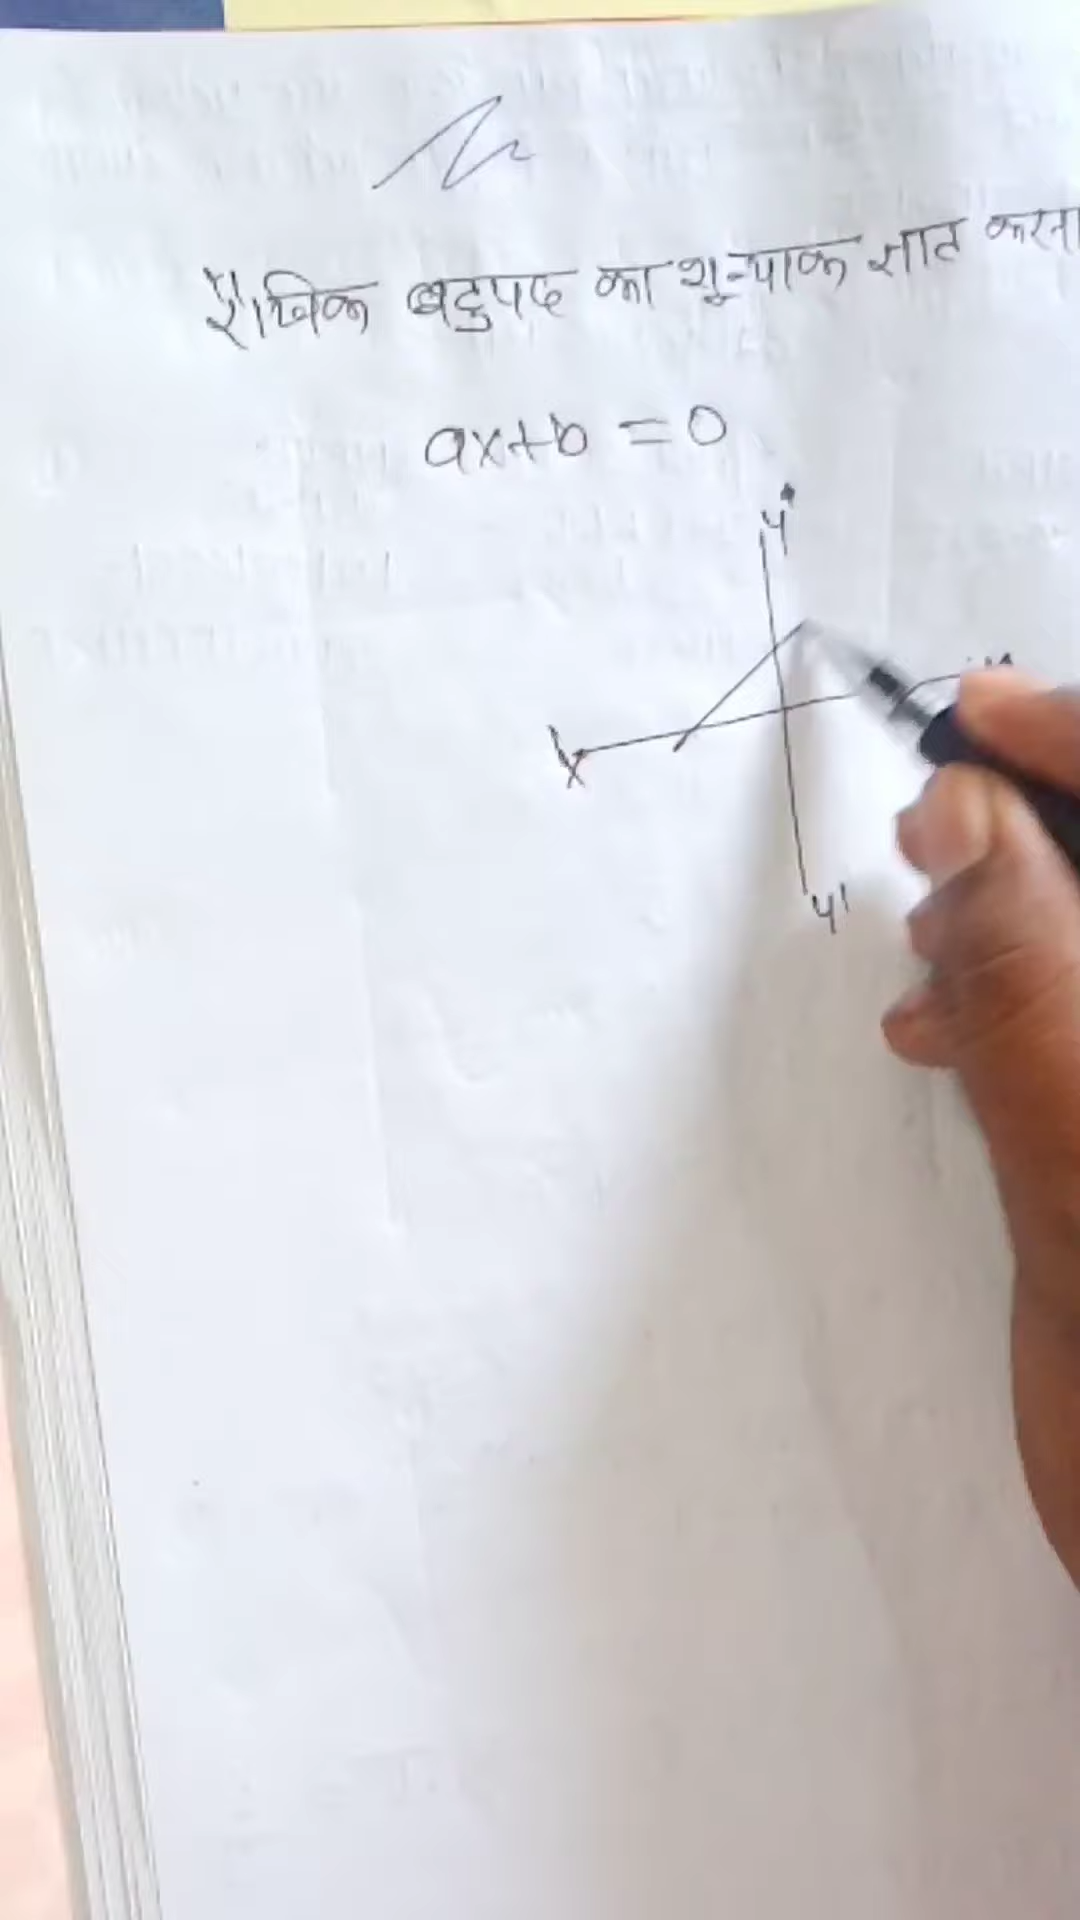 रैखिक बहुपद का शून्याक ज्ञात करना
ax+b = 0
y
X
y'